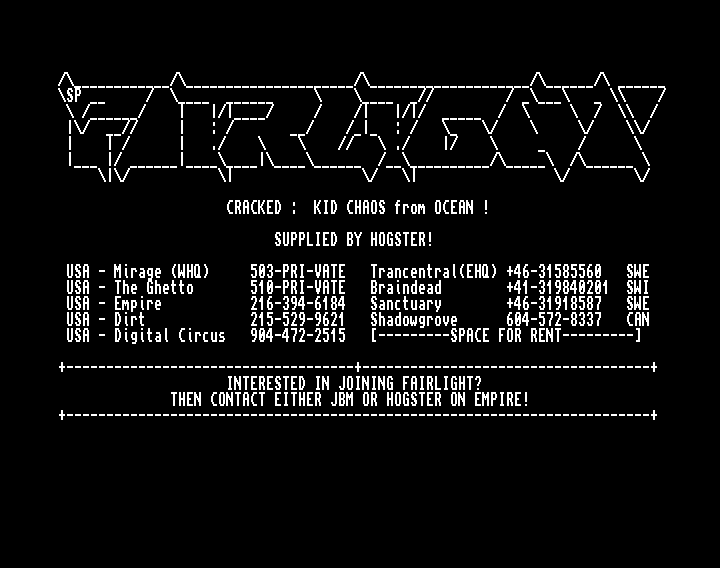 FAIRLIGHT
SP
CRACKED : KID CHAOS from OCEAN !
SUPPLIED BY HOGSTER!
USA - Mirage (WHQ) 503-PRI-VATE Trancentral(EHQ) +46-31585560 SWE
USA - The Ghetto 510-PRI-VATE Braindead +41-319840201 SWI
USA - Empire 216-394-6184 Sanctuary +46-31918587 SWE
USA - Dirt 215-529-9621 Shadowgrove 604-572-8337 CAN
USA - Digital Circus 904-472-2515 [---------SPACE FOR RENT---------]
INTERESTED IN JOINING FAIRLIGHT?
THEN CONTACT EITHER JBM OR HOGSTER ON EMPIRE!